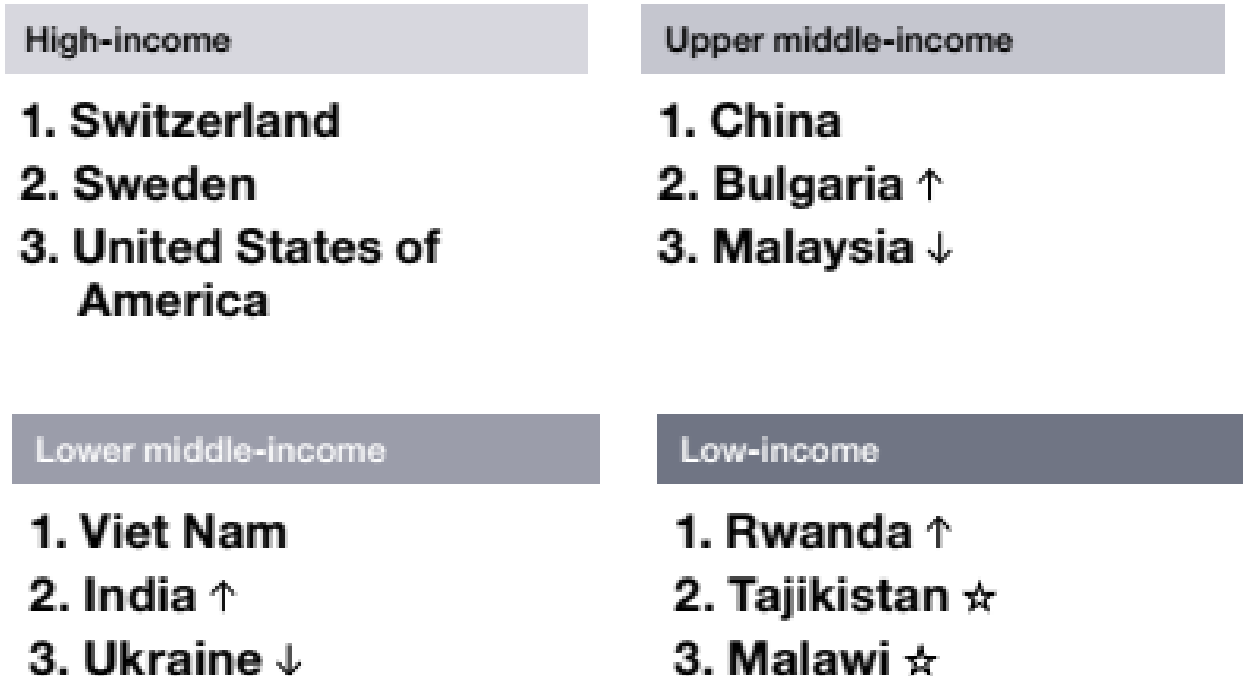 High-income
1. Switzerland
2. Sweden
3. United States of
America
Upper middle-income
1. China
2. Bulgaria ↑
3. Malaysia ↓
Lower middle-income
1. Viet Nam
2. India ↑
3. Ukraine ↓
Low-income
1. Rwanda ↑
2. Tajikistan ☆
3. Malawi ☆